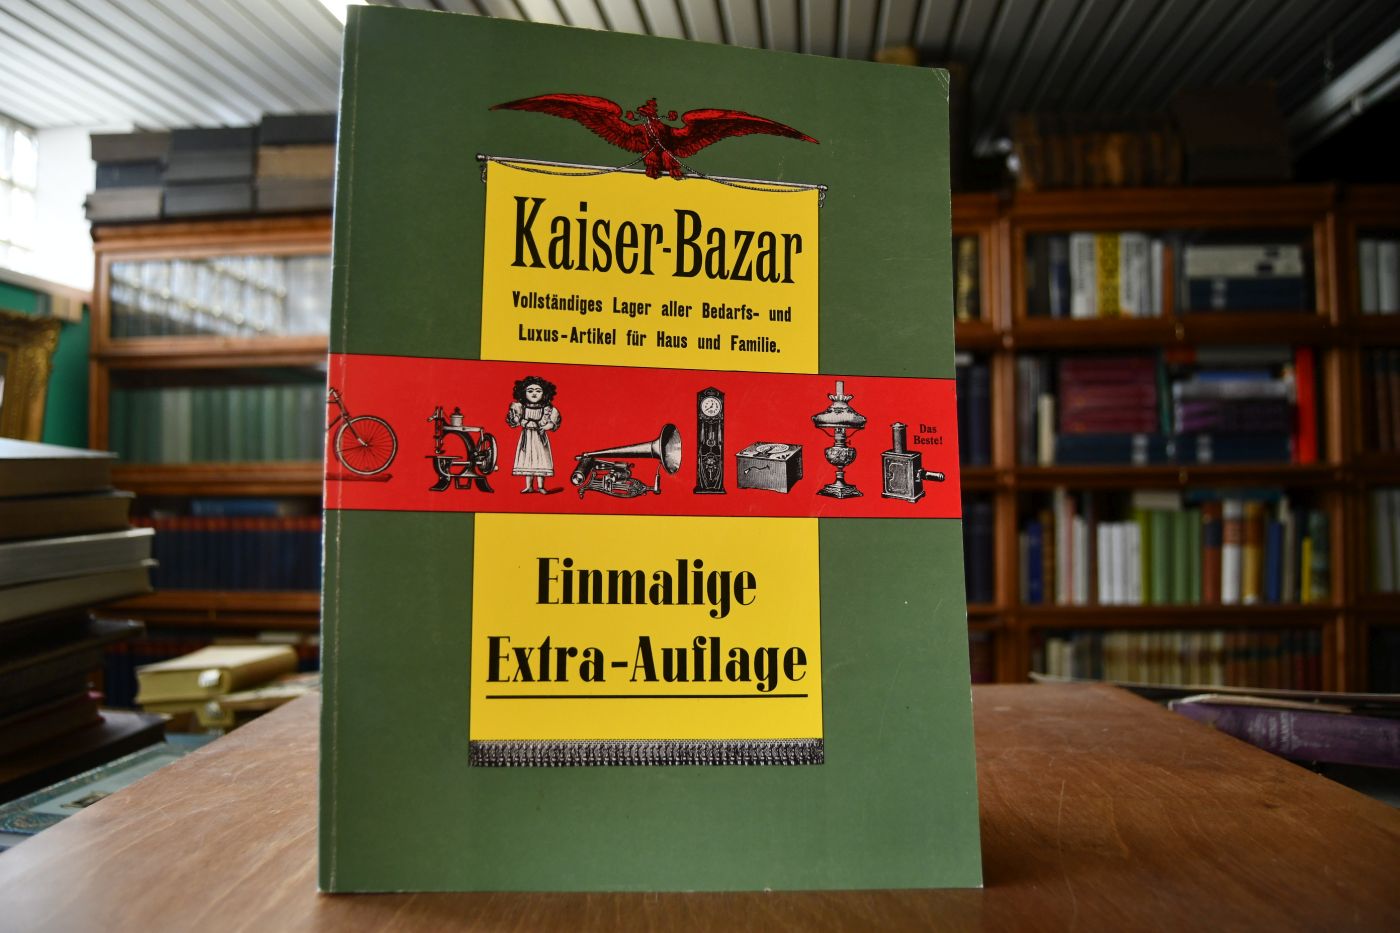 Kaiser-Bazar
Vollständiges Lager aller Bedarfs- und
Luxus-Artikel für Haus und Familie.
Das
Beste!
Einmalige
Extra-Auflage